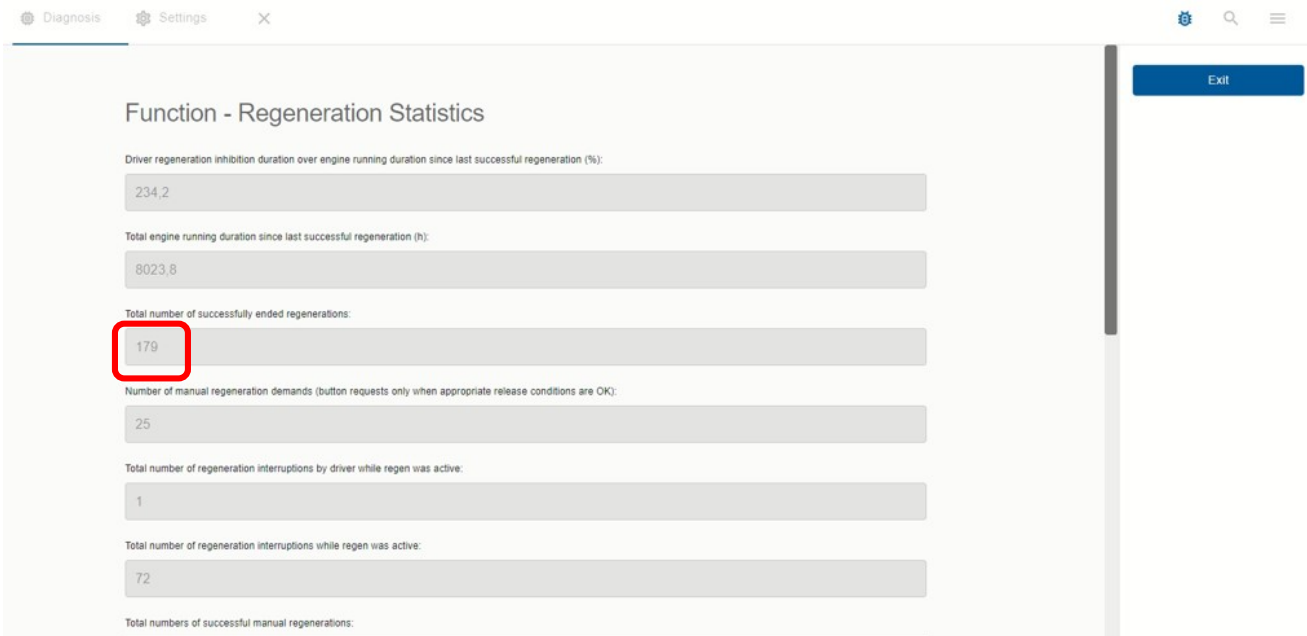 Diagnosis Settings
Exit
Function - Regeneration Statistics
Driver regeneration inhibition duration over engine running duration since last successful regeneration (%):
234,2
Total engine running duration since last successful regeneration (h):
8023,8
Total number of successfully ended regenerations:
179
Number of manual regeneration demands (button requests only when appropriate release conditions are OK):
25
Total number of regeneration interruptions by driver while regen was active:
1
Total number of regeneration interruptions while regen was active:
72
Total numbers of successful manual regenerations: